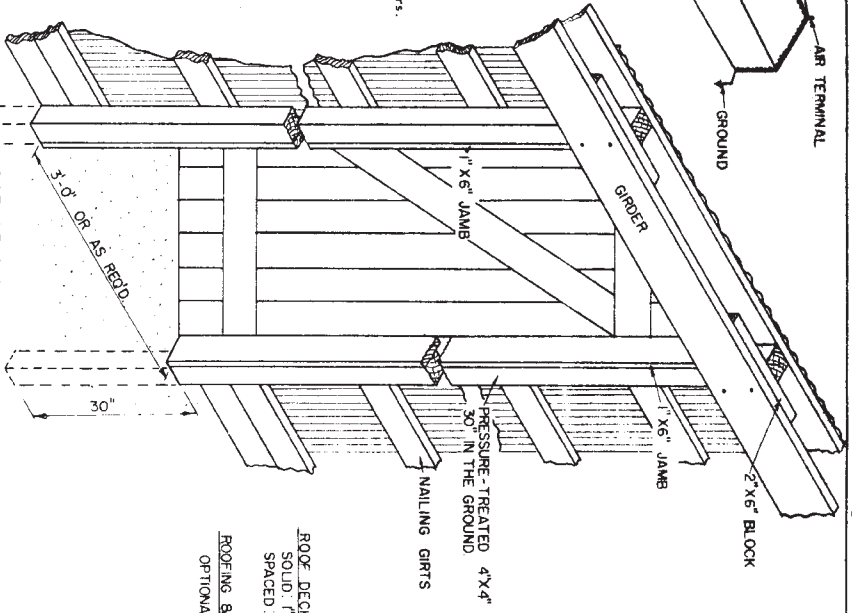 rs.
AIR TERMINAL
GROUND
GIRDER
1"X6" JAMB
3'-0" OR AS REQ'D.
30"
1"X6" JAMB
2"X6" BLOCK
PRESSURE-TREATED 4"X4"
30" IN THE GROUND.
NAILING GIRTS
ROOF DEC
SOLID: 1"
SPACED:
ROOFING &
OPTIONA